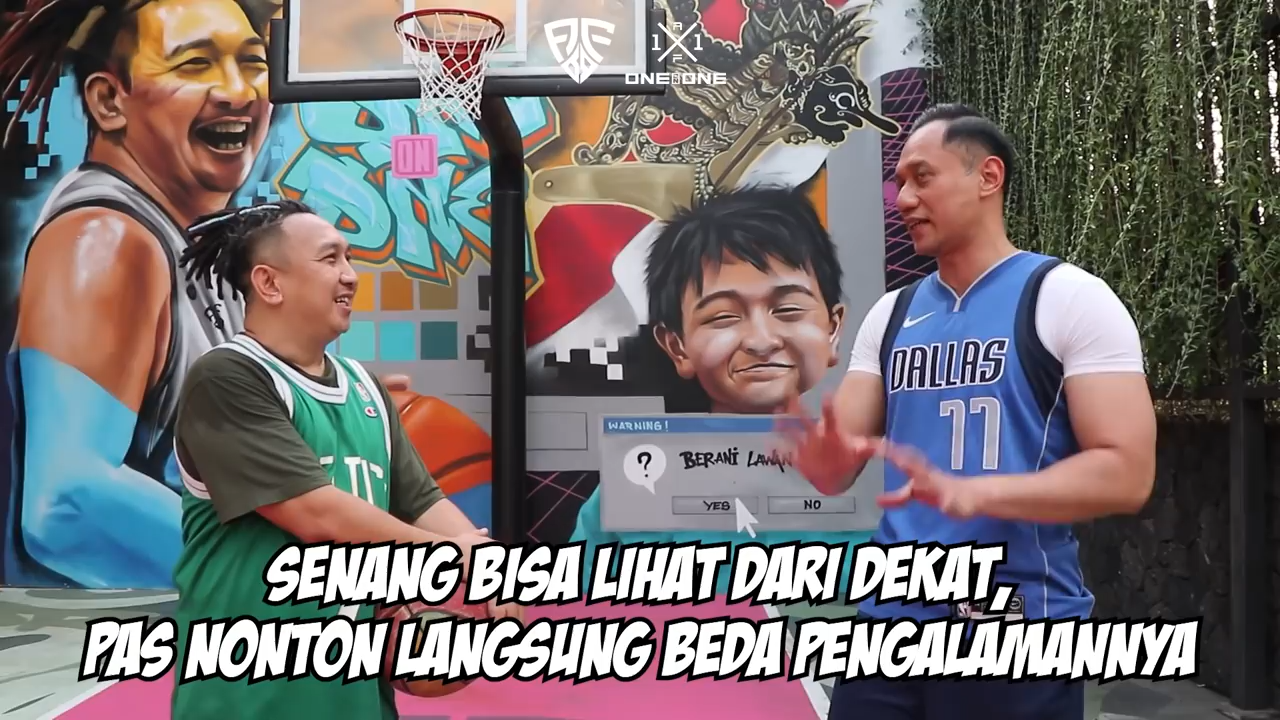 ONE ON ONE
ON
DALLAS
77
WARNING!
?
BERANI LAWAN
YES
NO
SENANG BISA LIHAT DARI DEKAT,
PAS NONTON LANGSUNG BEDA PENGALAMANNYA